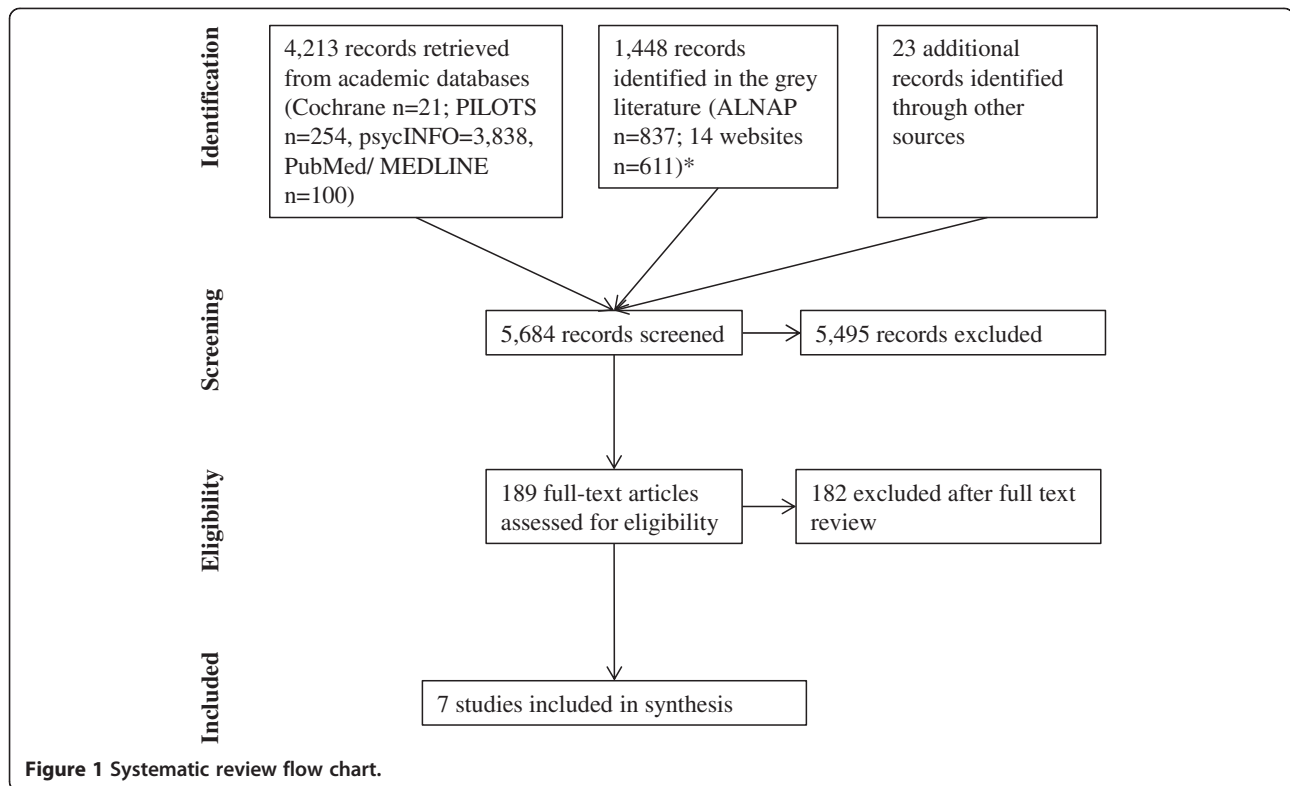 Identification
4,213 records retrieved
from academic databases
(Cochrane n=21; PILOTS
n=254, psycINFO=3,838,
PubMed/ MEDLINE
n=100)
1,448 records
identified in the grey
literature (ALNAP
n=837; 14 websites
n=611)*
23 additional
records identified
through other
sources
Screening
5,684 records screened
5,495 records excluded
Eligibility
189 full-text articles
assessed for eligibility
182 excluded after full text
review
Included
7 studies included in synthesis
Figure 1 Systematic review flow chart.